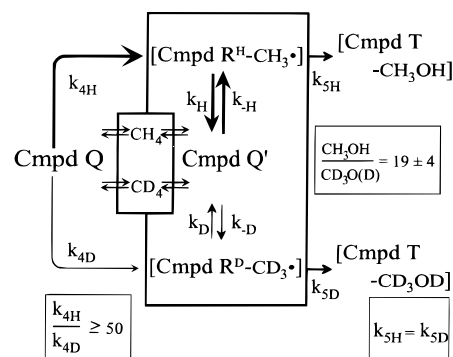 [Cmpd Rᴴ-CH₃•]
[Cmpd T
-CH₃OH]
k₄H
k₅H
kH
k-H
CH₄
Cmpd Q
Cmpd Q'
CH₃OH
CD₃O(D)
= 19 ± 4
CD₄
kD
k-D
k₄D
[Cmpd Rᴰ-CD₃•]
[Cmpd T
-CD₃OD]
k₅D
k₄H
k₄D
≥ 50
k₅H = k₅D